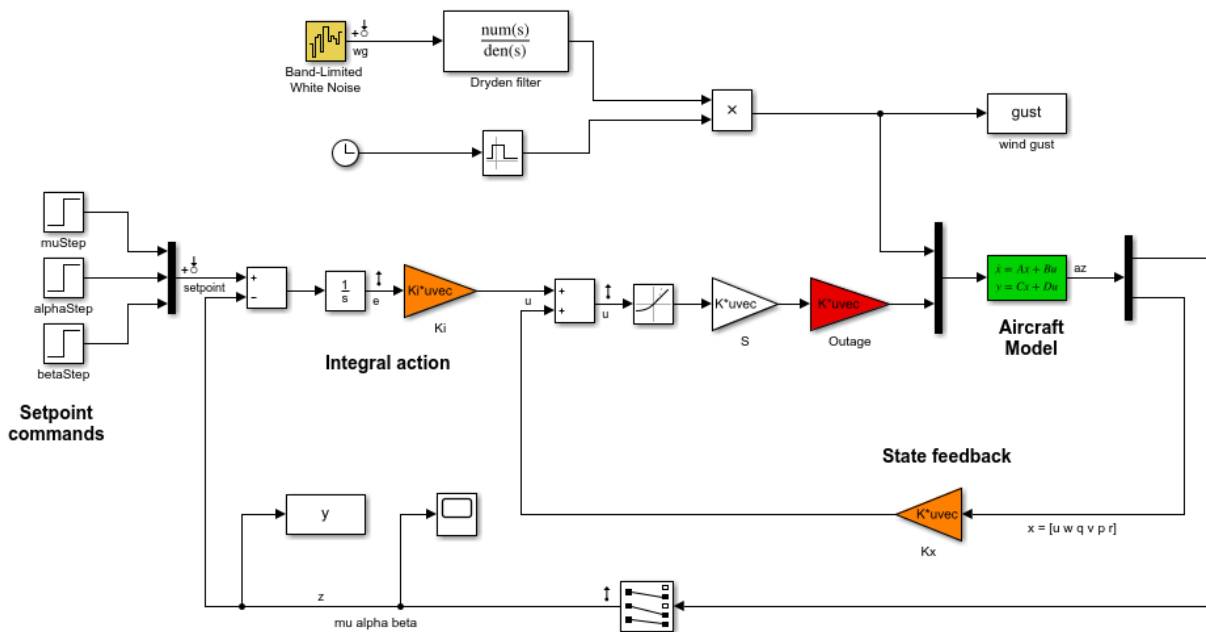 num(s)
den(s)
wg
Band-Limited
White Noise
Dryden filter
×
gust
wind gust
muStep
alphaStep
betaStep
Setpoint
commands
setpoint
+
−
1
s
e
Ki*uvec
Ki
Integral action
u
+
+
u
K*uvec
S
K*uvec
Outage
ẋ = Ax + Bu
y = Cx + Du
az
Aircraft
Model
State feedback
K*uvec
Kx
x = [u w q v p r]
y
z
mu alpha beta